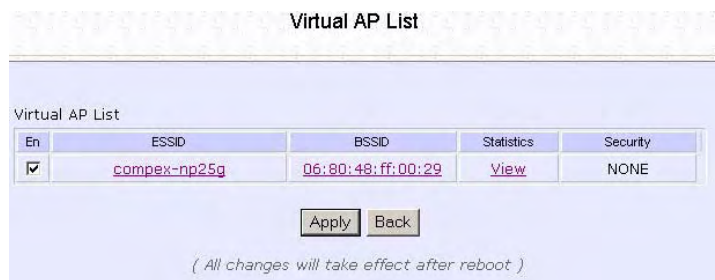 Virtual AP List
Virtual AP List
En ESSID BSSID Statistics Security
compex-np25g 06:80:48:ff:00:29 View NONE
Apply Back
( All changes will take effect after reboot )